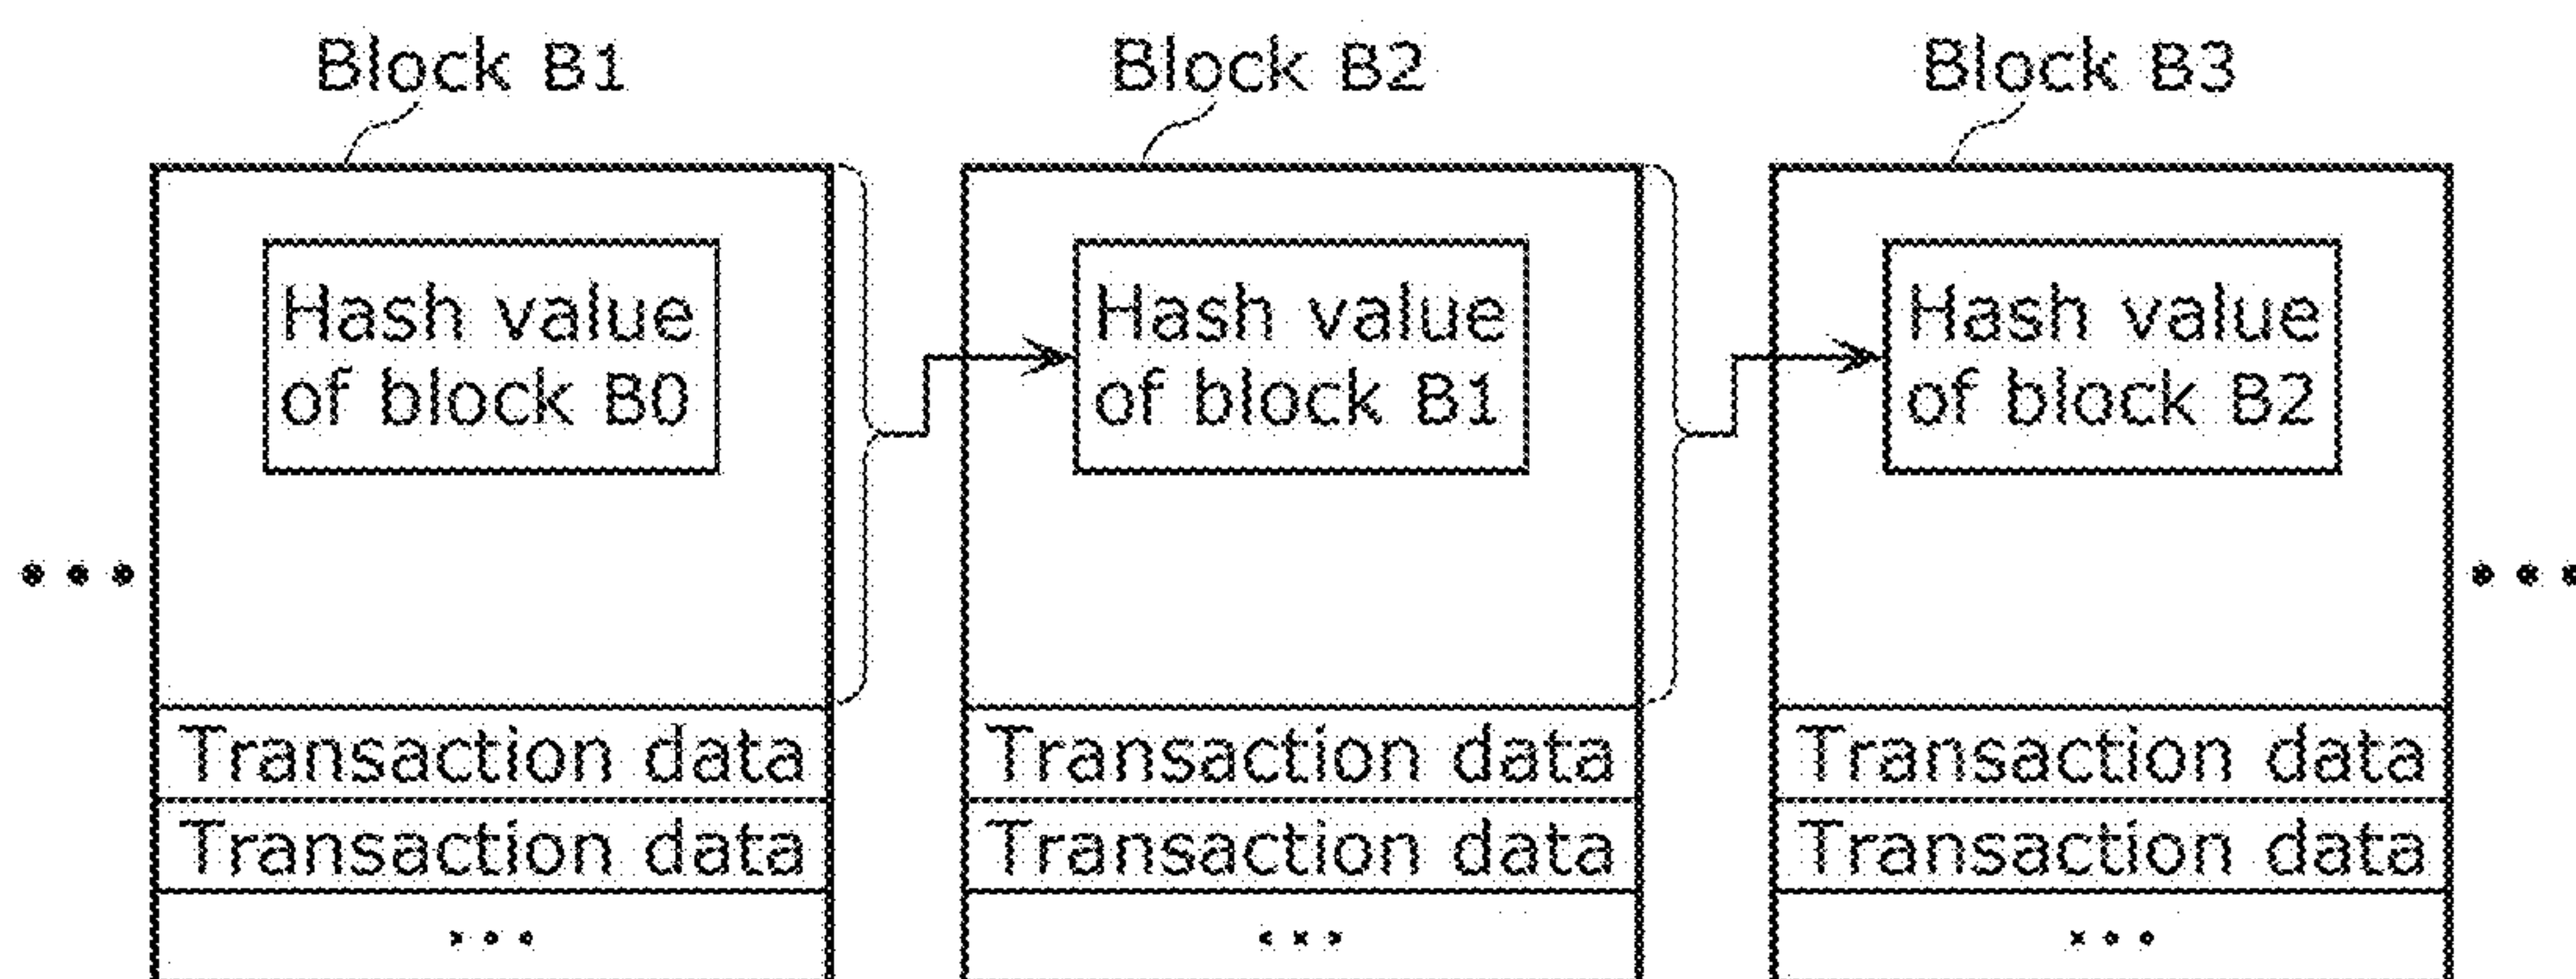 Block B1
Block B2
Block B3
Hash value
of block B0
Hash value
of block B1
Hash value
of block B2
Transaction data
Transaction data
Transaction data
Transaction data
Transaction data
Transaction data